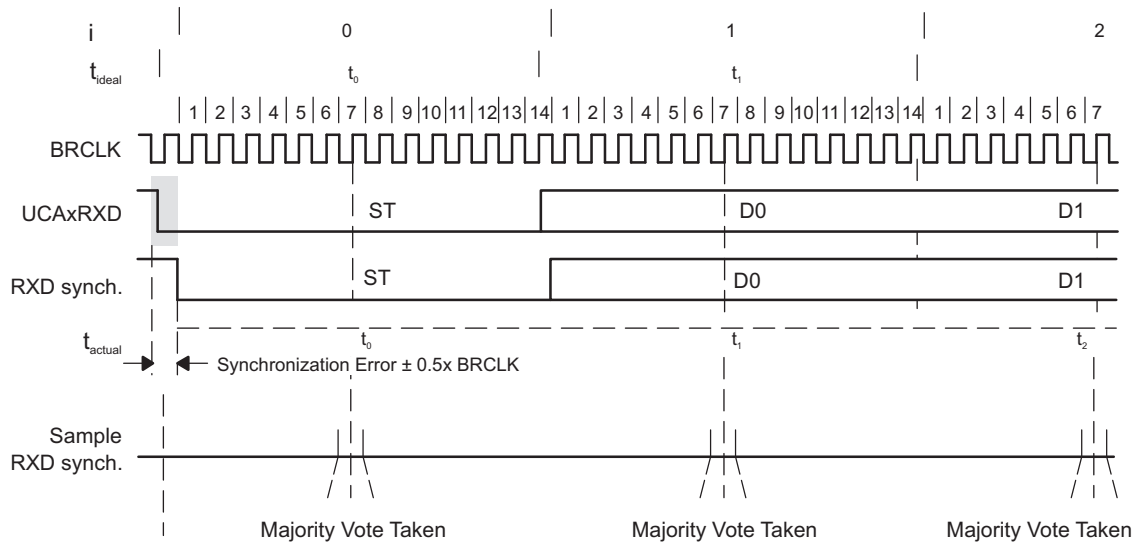 i 0 1 2
tideal t0 t1
1 2 3 4 5 6 7 8 9 10 11 12 13 14 1 2 3 4 5 6 7 8 9 10 11 12 13 14 1 2 3 4 5 6 7
BRCLK
UCAxRXD ST D0 D1
RXD synch. ST D0 D1
tactual t0 t1 t2
Synchronization Error ± 0.5x BRCLK
Sample
RXD synch.
Majority Vote Taken Majority Vote Taken Majority Vote Taken